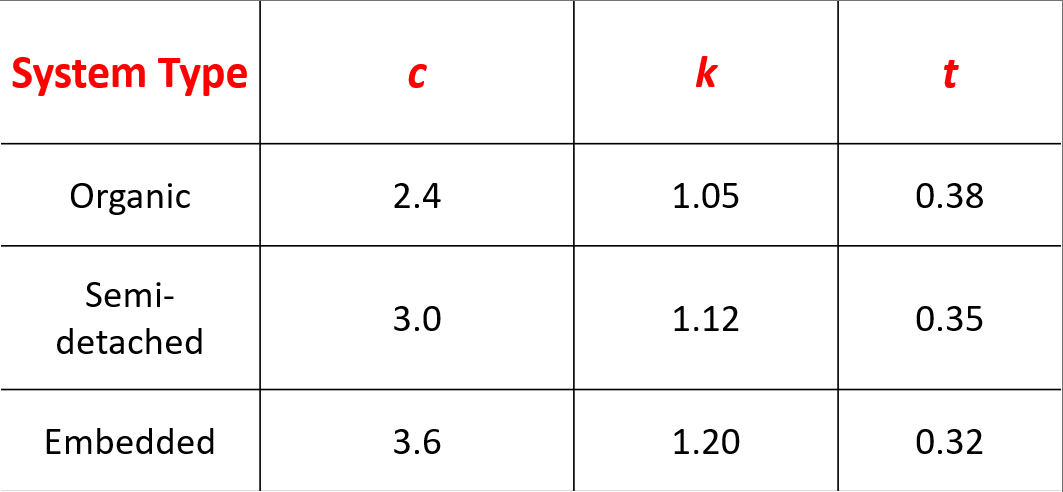 System Type c k t
Organic 2.4 1.05 0.38
Semi-
detached 3.0 1.12 0.35
Embedded 3.6 1.20 0.32